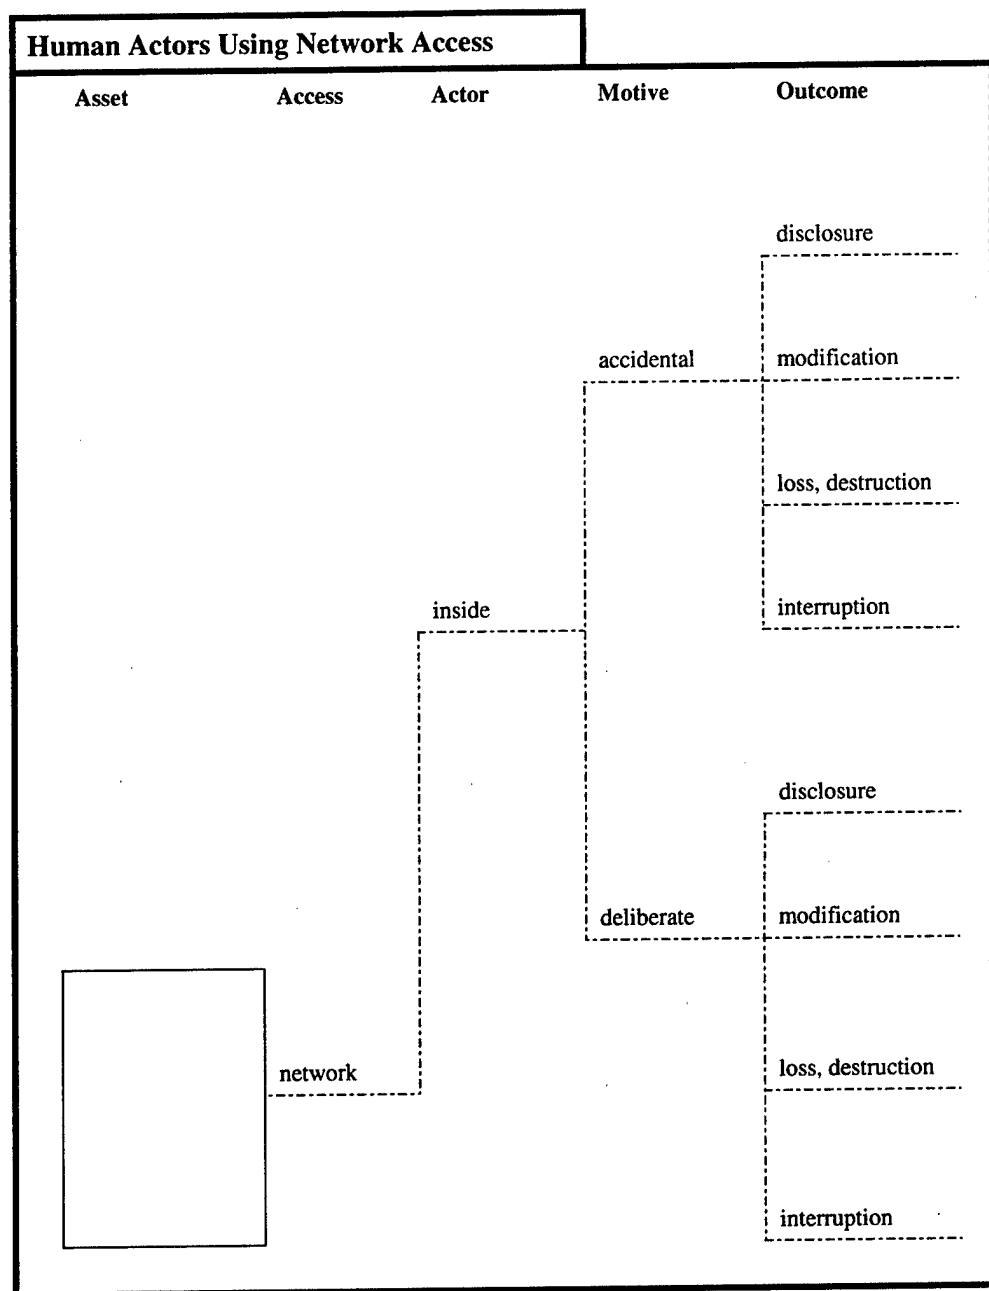 Human Actors Using Network Access
Asset Access Actor Motive Outcome
disclosure
accidental modification
loss, destruction
inside interruption
disclosure
deliberate modification
network loss, destruction
interruption